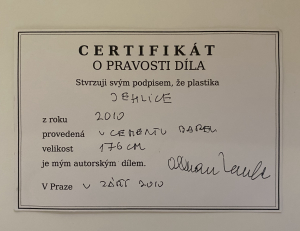 CERTIFIKÁT
O PRAVOSTI DÍLA
Stvrzuji svým podpisem, že plastika
JEHLICE
z roku 2010
provedená V CEMENTU
velikost 176 CM
je mým autorským dílem.
V Praze V ZÁŘÍ 2010